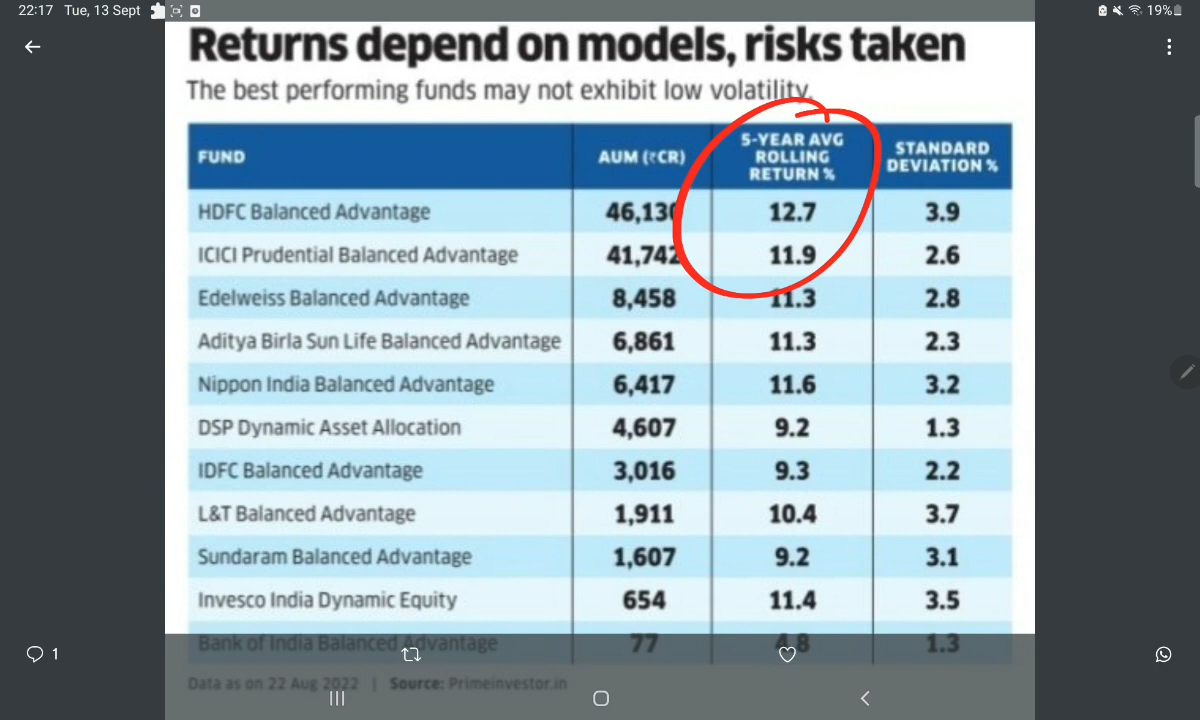 22:17 Tue, 13 Sept 19%
Returns depend on models, risks taken
The best performing funds may not exhibit low volatility.
FUND AUM (₹CR) 5-YEAR AVG ROLLING RETURN % STANDARD DEVIATION %
HDFC Balanced Advantage 46,130 12.7 3.9
ICICI Prudential Balanced Advantage 41,742 11.9 2.6
Edelweiss Balanced Advantage 8,458 11.3 2.8
Aditya Birla Sun Life Balanced Advantage 6,861 11.3 2.3
Nippon India Balanced Advantage 6,417 11.6 3.2
DSP Dynamic Asset Allocation 4,607 9.2 1.3
IDFC Balanced Advantage 3,016 9.3 2.2
L&T Balanced Advantage 1,911 10.4 3.7
Sundaram Balanced Advantage 1,607 9.2 3.1
Invesco India Dynamic Equity 654 11.4 3.5
Bank of India Balanced Advantage 77 4.8 1.3
1
Data as on 22 Aug 2022 | Source: Primeinvestor.in